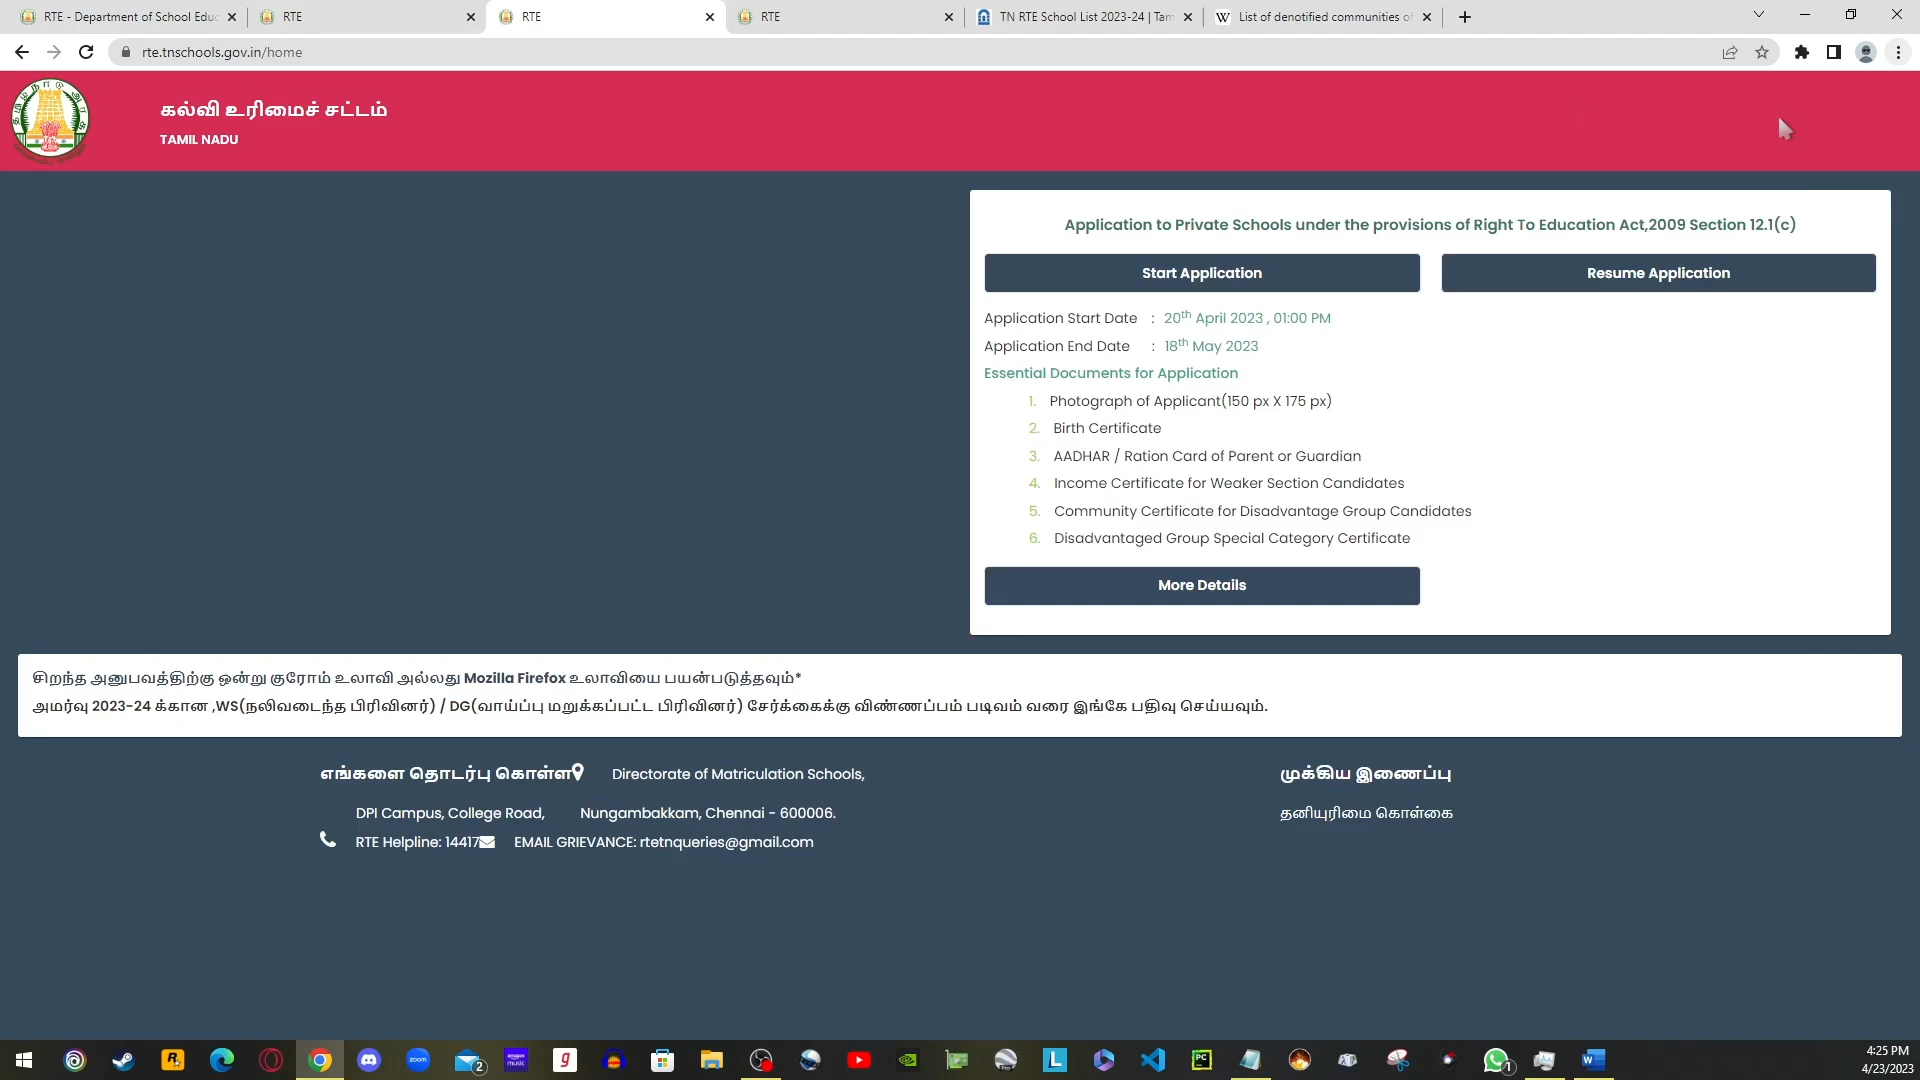 RTE - Department of School Educ
RTE
RTE
RTE
TN RTE School List 2023-24 | Tam
List of denotified communities of
rte.tnschools.gov.in/home
கல்வி உரிமைச் சட்டம்
TAMIL NADU
Application to Private Schools under the provisions of Right To Education Act,2009 Section 12.1(c)
Start Application
Resume Application
Application Start Date : 20th April 2023 , 01:00 PM
Application End Date : 18th May 2023
Essential Documents for Application
1. Photograph of Applicant(150 px X 175 px)
2. Birth Certificate
3. AADHAR / Ration Card of Parent or Guardian
4. Income Certificate for Weaker Section Candidates
5. Community Certificate for Disadvantage Group Candidates
6. Disadvantaged Group Special Category Certificate
More Details
சிறந்த அனுபவத்திற்கு ஒன்று குரோம் உலாவி அல்லது Mozilla Firefox உலாவியை பயன்படுத்தவும்*
அமர்வு 2023-24 க்கான ,WS(நலிவடைந்த பிரிவினர்) / DG(வாய்ப்பு மறுக்கப்பட்ட பிரிவினர்) சேர்க்கைக்கு விண்ணப்பம் படிவம் வரை இங்கே பதிவு செய்யவும்.
எங்களை தொடர்பு கொள்ள Directorate of Matriculation Schools,
DPI Campus, College Road, Nungambakkam, Chennai - 600006.
RTE Helpline: 14417 EMAIL GRIEVANCE: rtetnqueries@gmail.com
முக்கிய இணைப்பு
தனியுரிமை கொள்கை
4:25 PM
4/23/2023